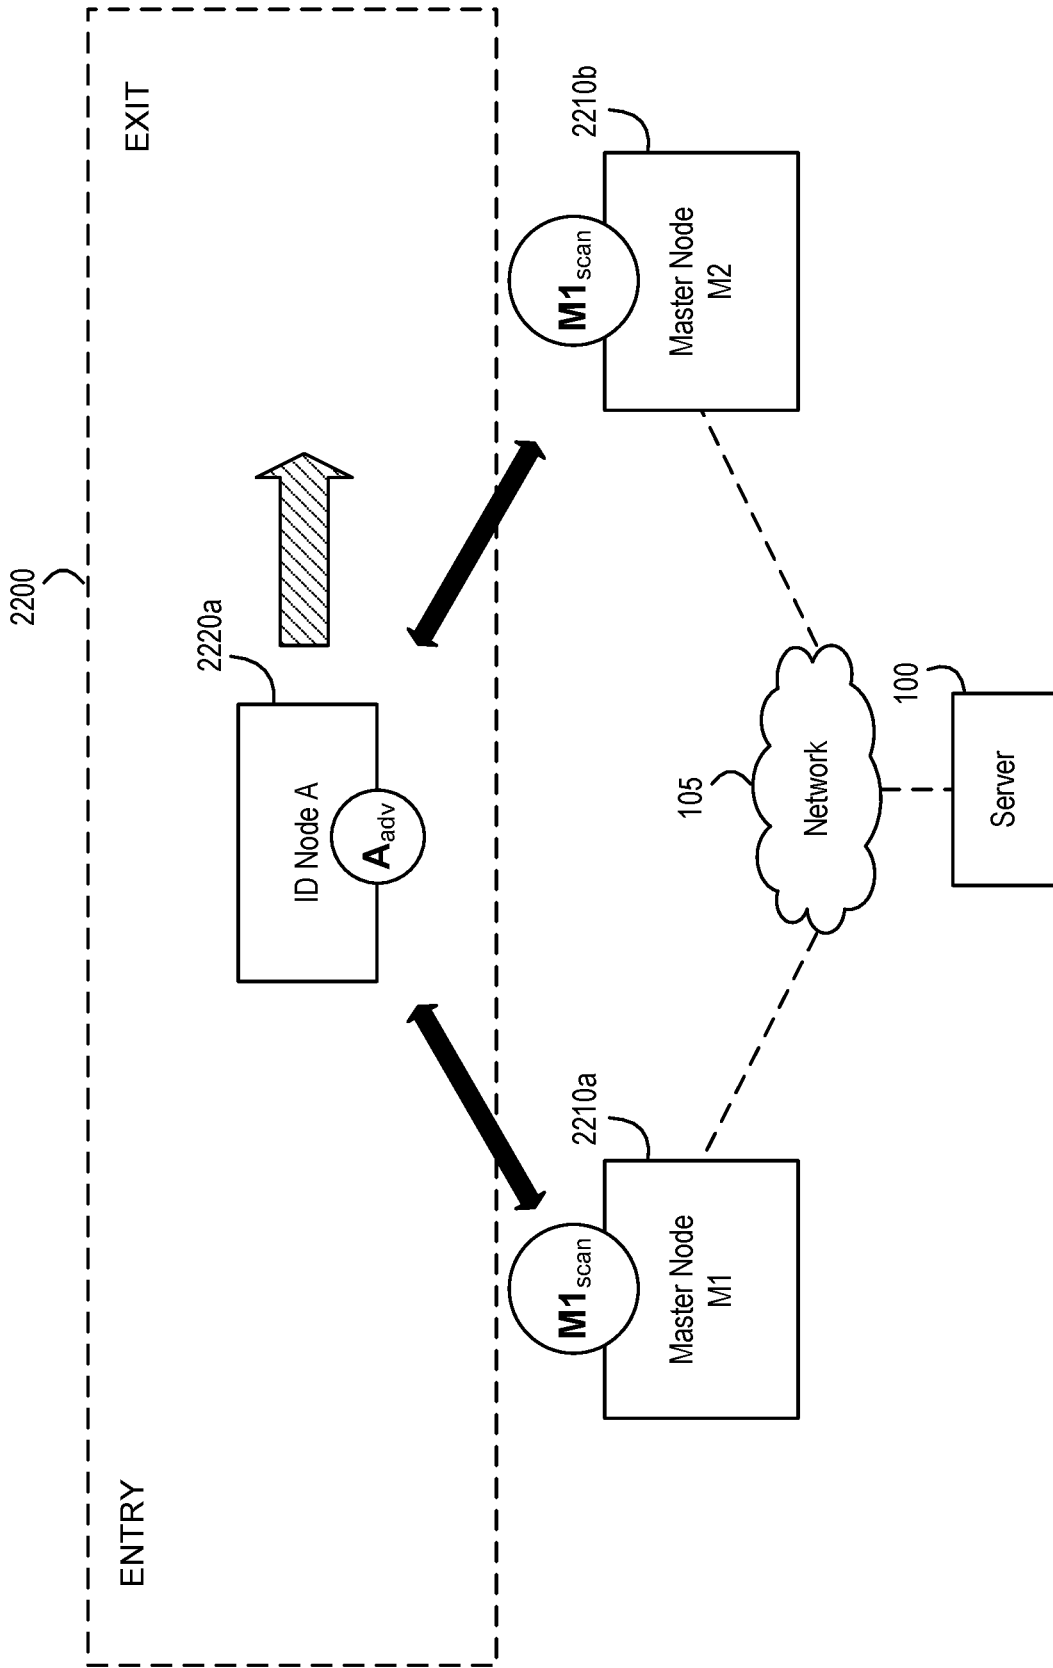 2200
ENTRY
EXIT
2220a
ID Node A
Aadv
2210a
M1scan
Master Node
M1
2210b
M1scan
Master Node
M2
105
Network
100
Server